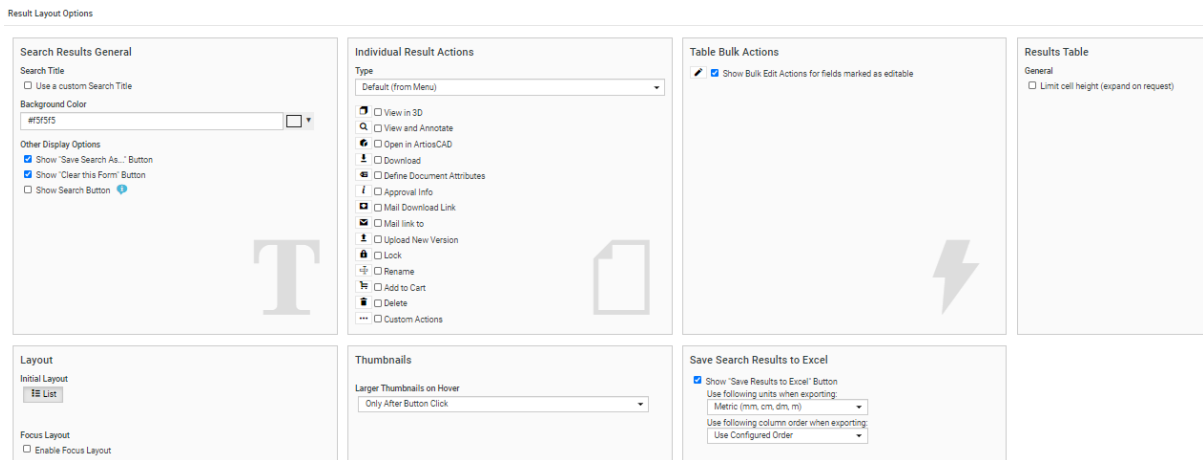 Result Layout Options
Search Results General
Search Title
Use a custom Search Title
Background Color
#f5f5f5
Other Display Options
Show "Save Search As..." Button
Show "Clear this Form" Button
Show Search Button
T
Individual Result Actions
Type
Default (from Menu)
View in 3D
View and Annotate
Open in ArtiosCAD
Download
Define Document Attributes
Approval Info
Mail Download Link
Mail link to
Upload New Version
Lock
Rename
Add to Cart
Delete
Custom Actions
Table Bulk Actions
Show Bulk Edit Actions for fields marked as editable
Results Table
General
Limit cell height (expand on request)
Layout
Initial Layout
List
Focus Layout
Enable Focus Layout
Thumbnails
Larger Thumbnails on Hover
Only After Button Click
Save Search Results to Excel
Show "Save Results to Excel" Button
Use following units when exporting:
Metric (mm, cm, dm, m)
Use following column order when exporting:
Use Configured Order